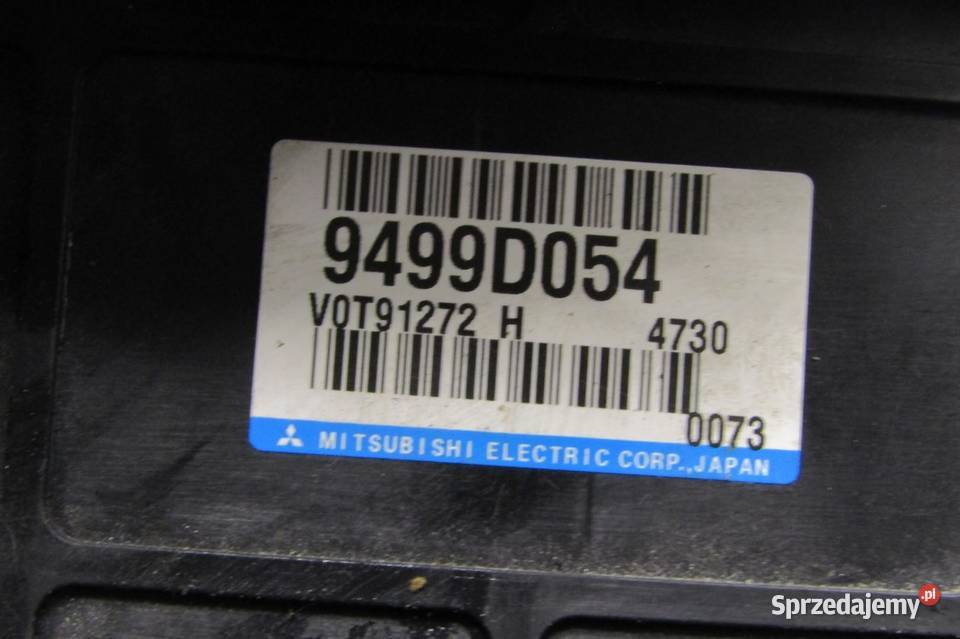 9499D054
V0T91272 H 4730
0073
MITSUBISHI ELECTRIC CORP.,JAPAN
Sprzedajemy.pl